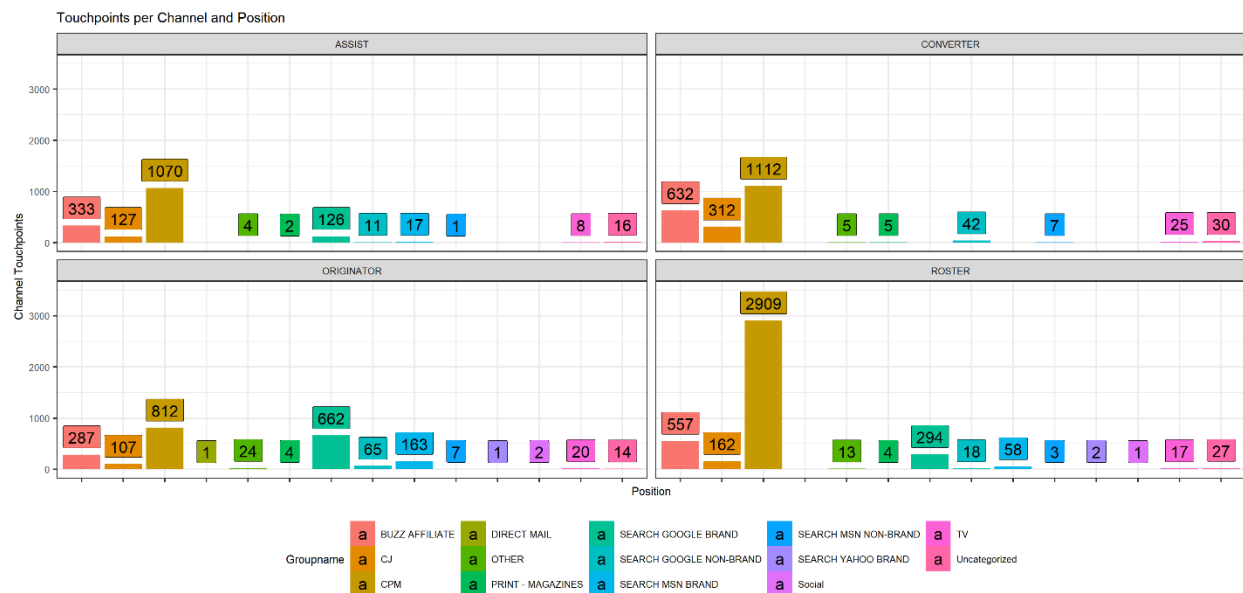 Touchpoints per Channel and Position
ASSIST
CONVERTER
3000
2000
1000
0
333
127
1070
4
2
126
11
17
1
8
16
632
312
1112
5
5
42
7
25
30
ORIGINATOR
ROSTER
3000
2000
1000
0
287
107
812
1
24
4
662
65
163
7
1
2
20
14
557
162
2909
13
4
294
18
58
3
2
1
17
27
Channel Touchpoints
Position
Groupname
a BUZZ AFFILIATE
a CJ
a CPM
a DIRECT MAIL
a OTHER
a PRINT - MAGAZINES
a SEARCH GOOGLE BRAND
a SEARCH GOOGLE NON-BRAND
a SEARCH MSN BRAND
a SEARCH MSN NON-BRAND
a SEARCH YAHOO BRAND
a Social
a TV
a Uncategorized